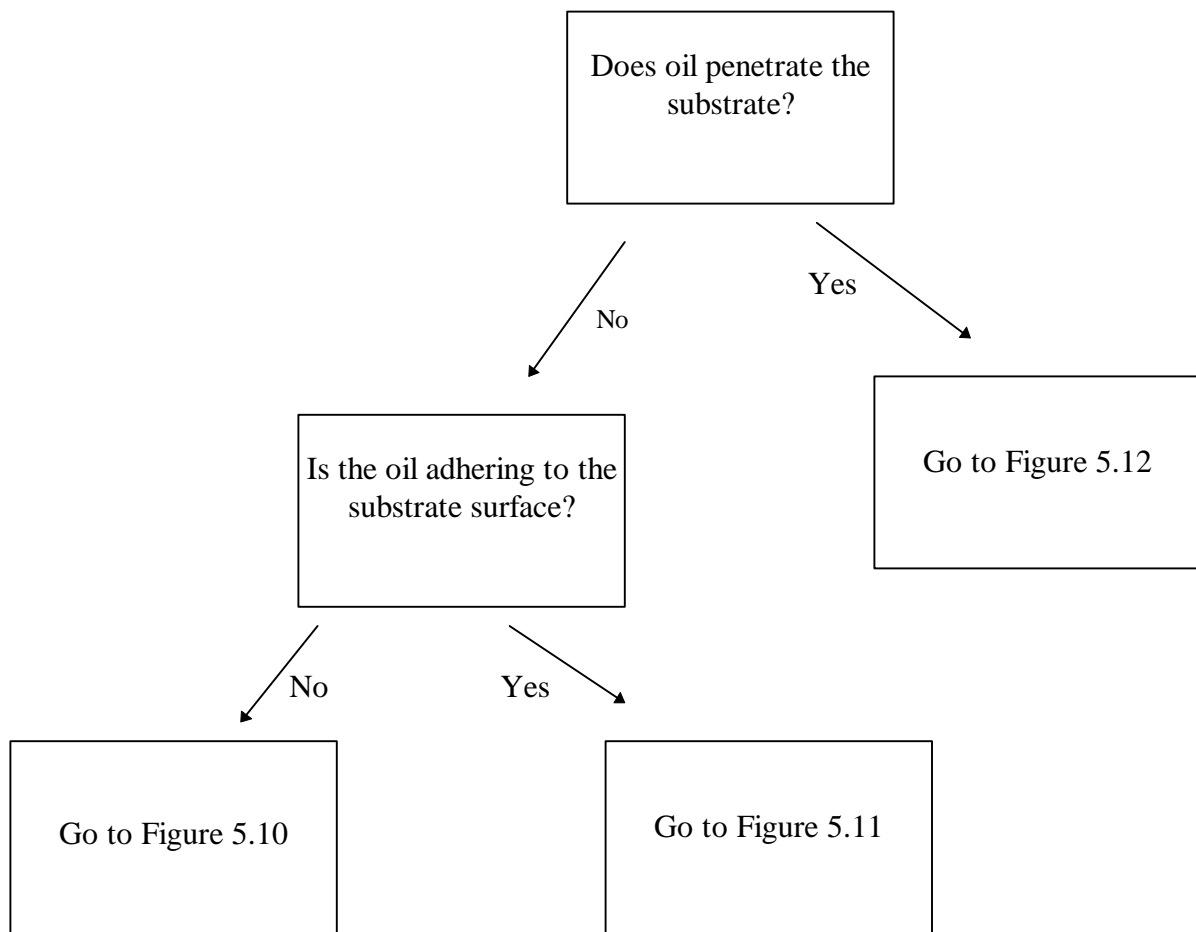 Does oil penetrate the
substrate?
Yes
No
Is the oil adhering to the
substrate surface?
Go to Figure 5.12
No
Yes
Go to Figure 5.10
Go to Figure 5.11